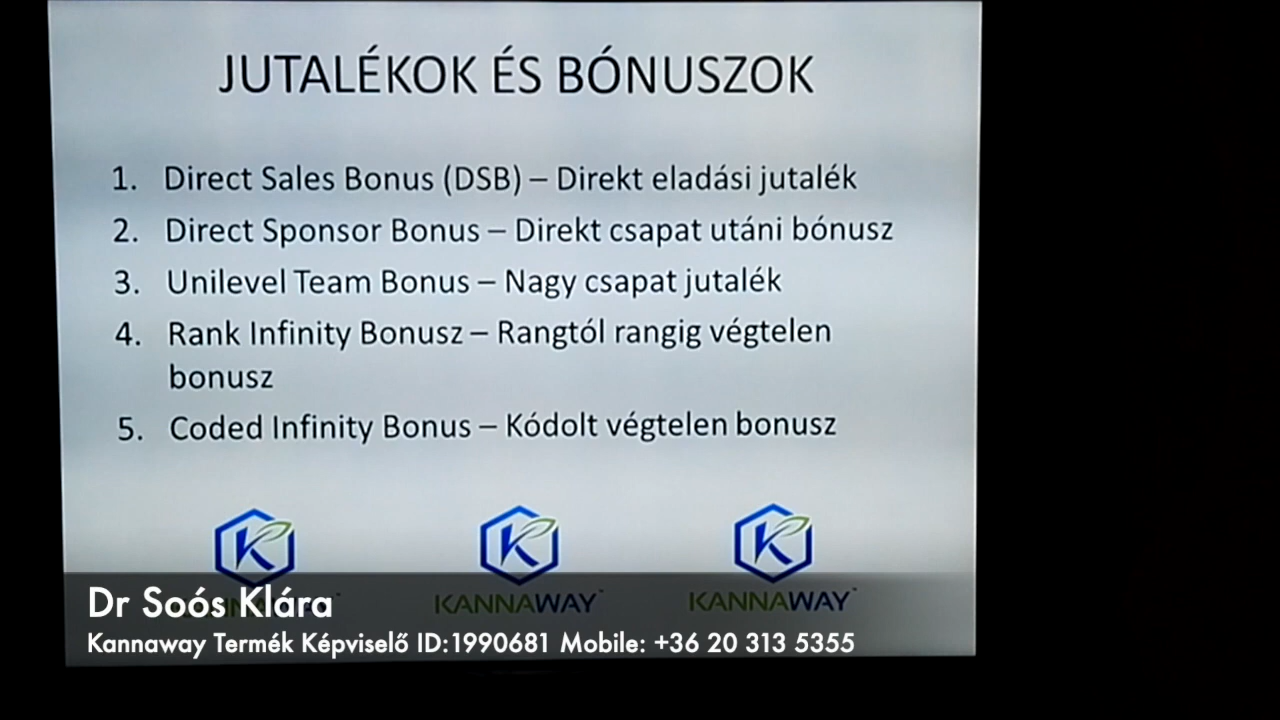 JUTALÉKOK ÉS BÓNUSZOK
1. Direct Sales Bonus (DSB) – Direkt eladási jutalék
2. Direct Sponsor Bonus – Direkt csapat utáni bónusz
3. Unilevel Team Bonus – Nagy csapat jutalék
4. Rank Infinity Bonusz – Rangtól rangig végtelen
bonusz
5. Coded Infinity Bonus – Kódolt végtelen bonusz
KANNAWAY KANNAWAY
Dr Soós Klára
Kannaway Termék Képviselő ID:1990681 Mobile: +36 20 313 5355